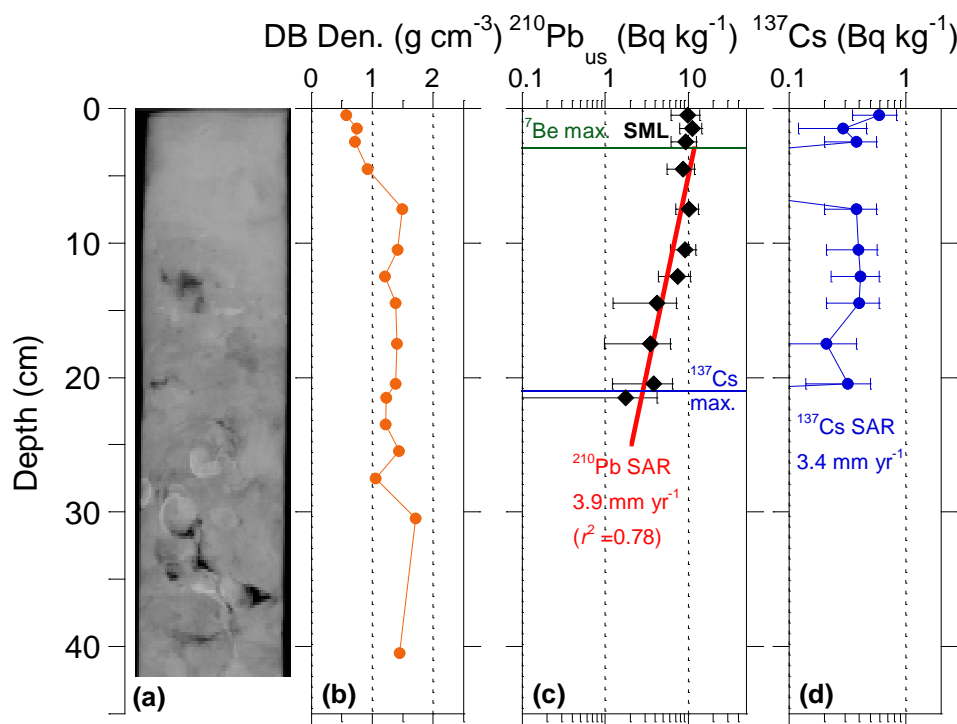 DB Den. (g cm⁻³) ²¹⁰Pb_us (Bq kg⁻¹) ¹³⁷Cs (Bq kg⁻¹)
0 1 2 0.1 1 10 0.1 1
0
⁷Be max. SML
10
20
¹³⁷Cs
max.
¹³⁷Cs SAR
3.4 mm yr⁻¹
²¹⁰Pb SAR
3.9 mm yr⁻¹
(r² =0.78)
30
40
Depth (cm)
(a) (b) (c) (d)